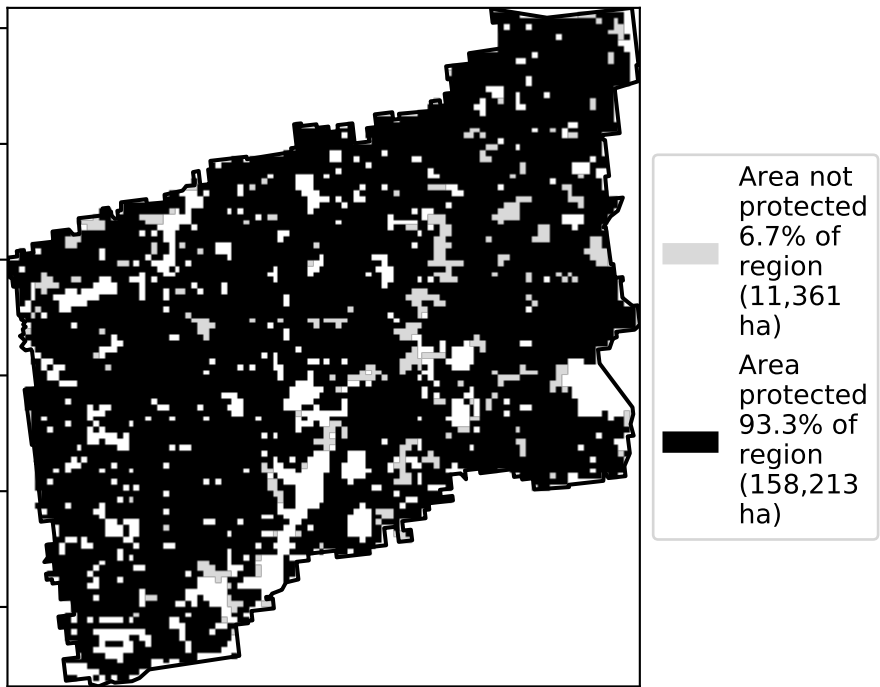 Area not
protected
6.7% of
region
(11,361
ha)
Area
protected
93.3% of
region
(158,213
ha)